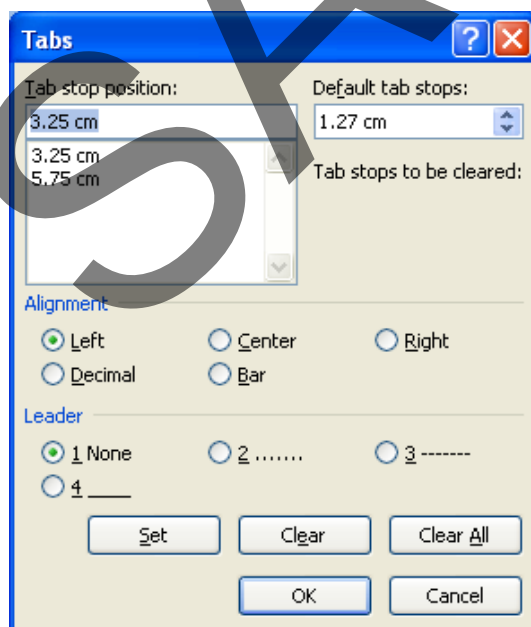 Tabs
Tab stop position:
Default tab stops:
3.25 cm
1.27 cm
3.25 cm
5.75 cm
Tab stops to be cleared:
Alignment
Left
Center
Right
Decimal
Bar
Leader
1 None
2 .......
3 -------
4 ____
Set
Clear
Clear All
OK
Cancel